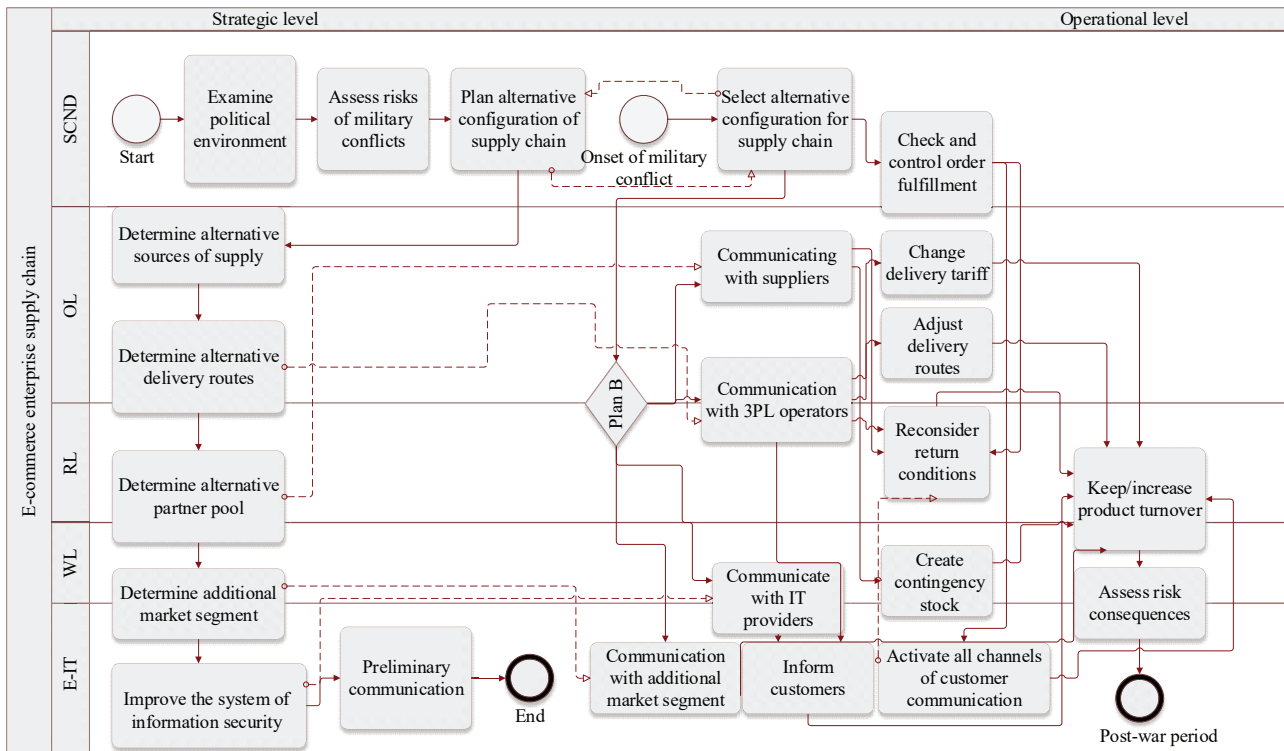 Strategic level
Operational level
E-commerce enterprise supply chain
SCND
Start
Examine
political
environment
Assess risks
of military
conflicts
Plan alternative
configuration of
supply chain
Onset of military
conflict
Select alternative
configuration for
supply chain
Check and
control order
fulfillment
OL
Determine alternative
sources of supply
Determine alternative
delivery routes
Communicating
with suppliers
Change
delivery tariff
Adjust
delivery
routes
Plan B
Communication
with 3PL operators
RL
Determine alternative
partner pool
Reconsider
return
conditions
Keep/increase
product turnover
WL
Determine additional
market segment
Communicate
with IT
providers
Create
contingency
stock
Assess risk
consequences
E-IT
Improve the system of
information security
Preliminary
communication
End
Communication
with additional
market segment
Inform
customers
Activate all channels
of customer
communication
Post-war period